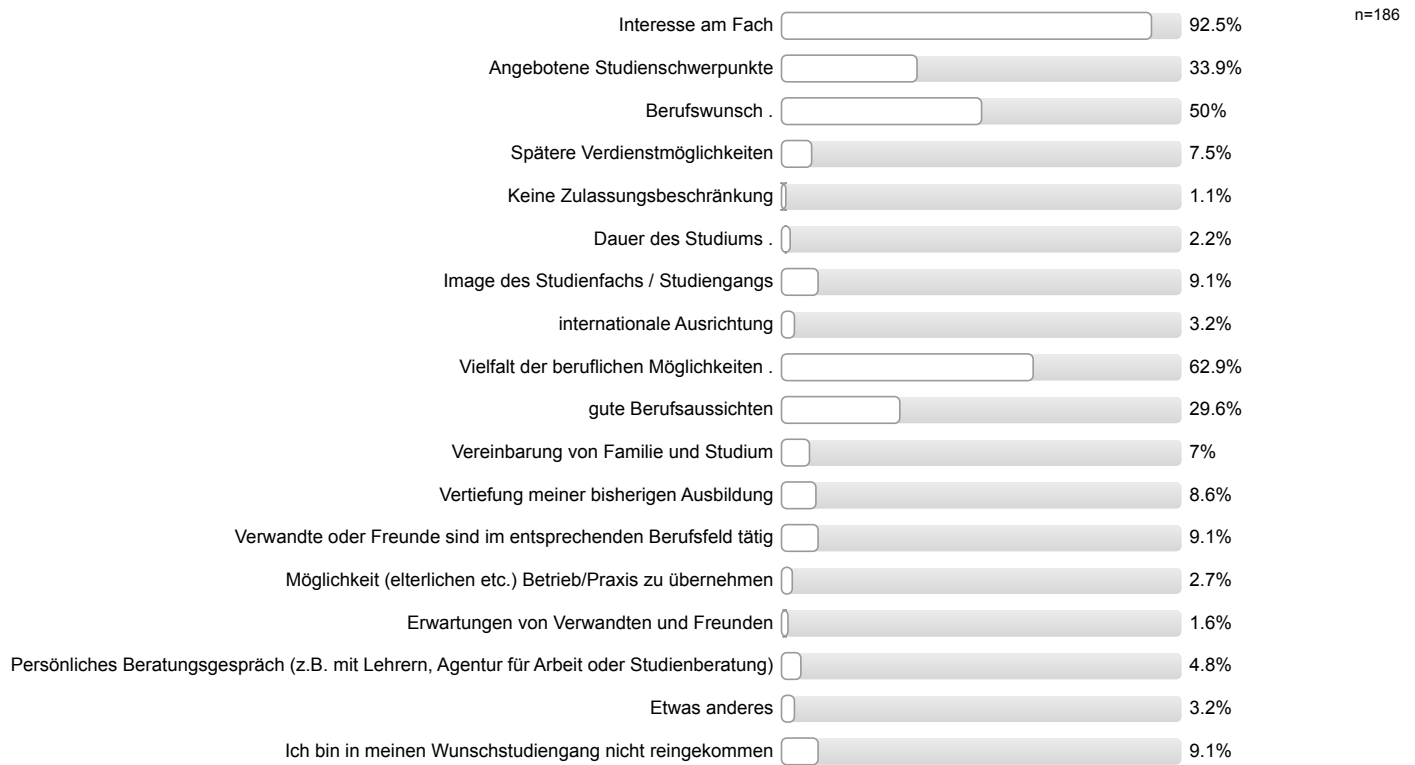 Interesse am Fach 92.5% n=186
Angebotene Studienschwerpunkte 33.9%
Berufswunsch . 50%
Spätere Verdienstmöglichkeiten 7.5%
Keine Zulassungsbeschränkung 1.1%
Dauer des Studiums . 2.2%
Image des Studienfachs / Studiengangs 9.1%
internationale Ausrichtung 3.2%
Vielfalt der beruflichen Möglichkeiten . 62.9%
gute Berufsaussichten 29.6%
Vereinbarung von Familie und Studium 7%
Vertiefung meiner bisherigen Ausbildung 8.6%
Verwandte oder Freunde sind im entsprechenden Berufsfeld tätig 9.1%
Möglichkeit (elterlichen etc.) Betrieb/Praxis zu übernehmen 2.7%
Erwartungen von Verwandten und Freunden 1.6%
Persönliches Beratungsgespräch (z.B. mit Lehrern, Agentur für Arbeit oder Studienberatung) 4.8%
Etwas anderes 3.2%
Ich bin in meinen Wunschstudiengang nicht reingekommen 9.1%